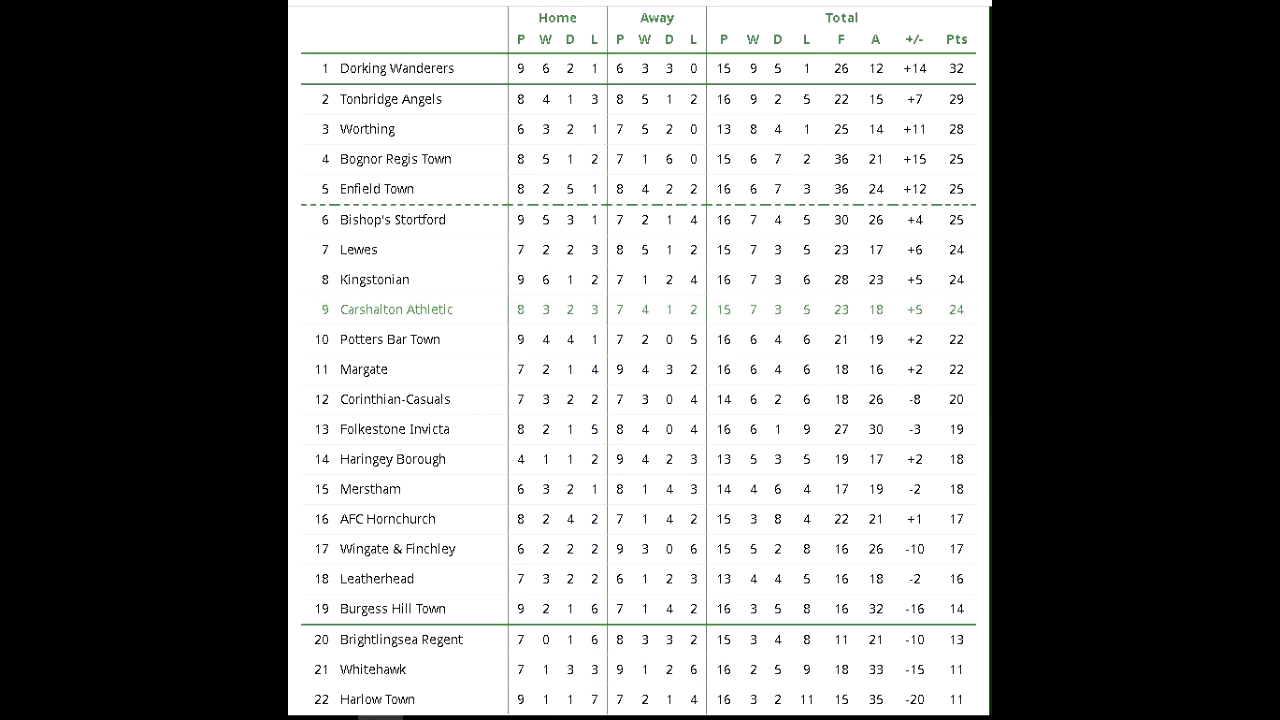 Home Away Total
P W D L P W D L P W D L F A +/- Pts
1 Dorking Wanderers 9 6 2 1 6 3 3 0 15 9 5 1 26 12 +14 32
2 Tonbridge Angels 8 4 1 3 8 5 1 2 16 9 2 5 22 15 +7 29
3 Worthing 6 3 2 1 7 5 2 0 13 8 4 1 25 14 +11 28
4 Bognor Regis Town 8 5 1 2 7 1 6 0 15 6 7 2 36 21 +15 25
5 Enfield Town 8 2 5 1 8 4 2 2 16 6 7 3 36 24 +12 25
6 Bishop's Stortford 9 5 3 1 7 2 1 4 16 7 4 5 30 26 +4 25
7 Lewes 7 2 2 3 8 5 1 2 15 7 3 5 23 17 +6 24
8 Kingstonian 9 6 1 2 7 1 2 4 16 7 3 6 28 23 +5 24
9 Carshalton Athletic 8 3 2 3 7 4 1 2 15 7 3 5 23 18 +5 24
10 Potters Bar Town 9 4 4 1 7 2 0 5 16 6 4 6 21 19 +2 22
11 Margate 7 2 1 4 9 4 3 2 16 6 4 6 18 16 +2 22
12 Corinthian-Casuals 7 3 2 2 7 3 0 4 14 6 2 6 18 26 -8 20
13 Folkestone Invicta 8 2 1 5 8 4 0 4 16 6 1 9 27 30 -3 19
14 Haringey Borough 4 1 1 2 9 4 2 3 13 5 3 5 19 17 +2 18
15 Merstham 6 3 2 1 8 1 4 3 14 4 6 4 17 19 -2 18
16 AFC Hornchurch 8 2 4 2 7 1 4 2 15 3 8 4 22 21 +1 17
17 Wingate & Finchley 6 2 2 2 9 3 0 6 15 5 2 8 16 26 -10 17
18 Leatherhead 7 3 2 2 6 1 2 3 13 4 4 5 16 18 -2 16
19 Burgess Hill Town 9 2 1 6 7 1 4 2 16 3 5 8 16 32 -16 14
20 Brightlingsea Regent 7 0 1 6 8 3 3 2 15 3 4 8 11 21 -10 13
21 Whitehawk 7 1 3 3 9 1 2 6 16 2 5 9 18 33 -15 11
22 Harlow Town 9 1 1 7 7 2 1 4 16 3 2 11 15 35 -20 11